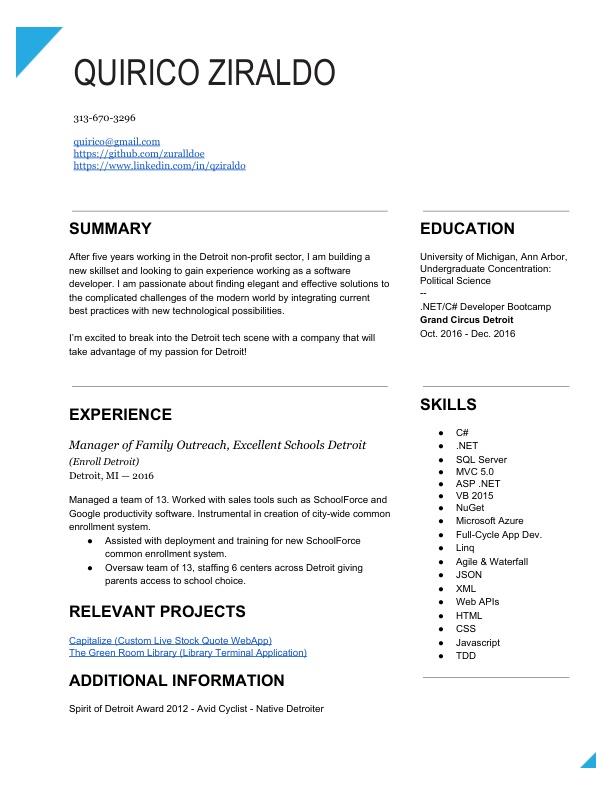 QUIRICO ZIRALDO
313-670-3296
quirico@gmail.com
https://github.com/zuralldoe
https://www.linkedin.com/in/qziraldo
SUMMARY
After five years working in the Detroit non-profit sector, I am building a
new skillset and looking to gain experience working as a software
developer. I am passionate about finding elegant and effective solutions to
the complicated challenges of the modern world by integrating current
best practices with new technological possibilities.
I'm excited to break into the Detroit tech scene with a company that will
take advantage of my passion for Detroit!
EXPERIENCE
Manager of Family Outreach, Excellent Schools Detroit
(Enroll Detroit)
Detroit, MI — 2016
Managed a team of 13. Worked with sales tools such as SchoolForce and
Google productivity software. Instrumental in creation of city-wide common
enrollment system.
● Assisted with deployment and training for new SchoolForce
common enrollment system.
● Oversaw team of 13, staffing 6 centers across Detroit giving
parents access to school choice.
RELEVANT PROJECTS
Capitalize (Custom Live Stock Quote WebApp)
The Green Room Library (Library Terminal Application)
ADDITIONAL INFORMATION
Spirit of Detroit Award 2012 - Avid Cyclist - Native Detroiter
EDUCATION
University of Michigan, Ann Arbor,
Undergraduate Concentration:
Political Science
--
.NET/C# Developer Bootcamp
Grand Circus Detroit
Oct. 2016 - Dec. 2016
SKILLS
● C#
● .NET
● SQL Server
● MVC 5.0
● ASP .NET
● VB 2015
● NuGet
● Microsoft Azure
● Full-Cycle App Dev.
● Linq
● Agile & Waterfall
● JSON
● XML
● Web APIs
● HTML
● CSS
● Javascript
● TDD